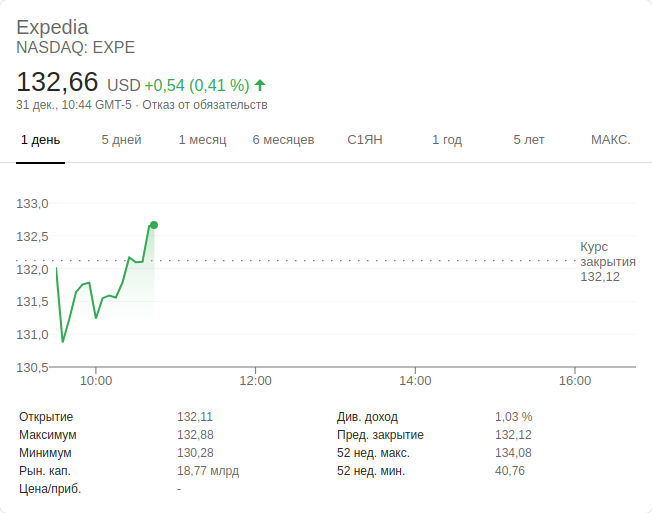 Expedia
NASDAQ: EXPE
132,66 USD +0,54 (0,41 %)
31 дек., 10:44 GMT-5 · Отказ от обязательств
1 день 5 дней 1 месяц 6 месяцев С1ЯН 1 год 5 лет МАКС.
133,0
132,5
132,0
131,5
131,0
130,5
Курс
закрытия
132,12
10:00 12:00 14:00 16:00
Открытие 132,11 Див. доход 1,03 %
Максимум 132,88 Пред. закрытие 132,12
Минимум 130,28 52 нед. макс. 134,08
Рын. кап. 18,77 млрд 52 нед. мин. 40,76
Цена/приб. -